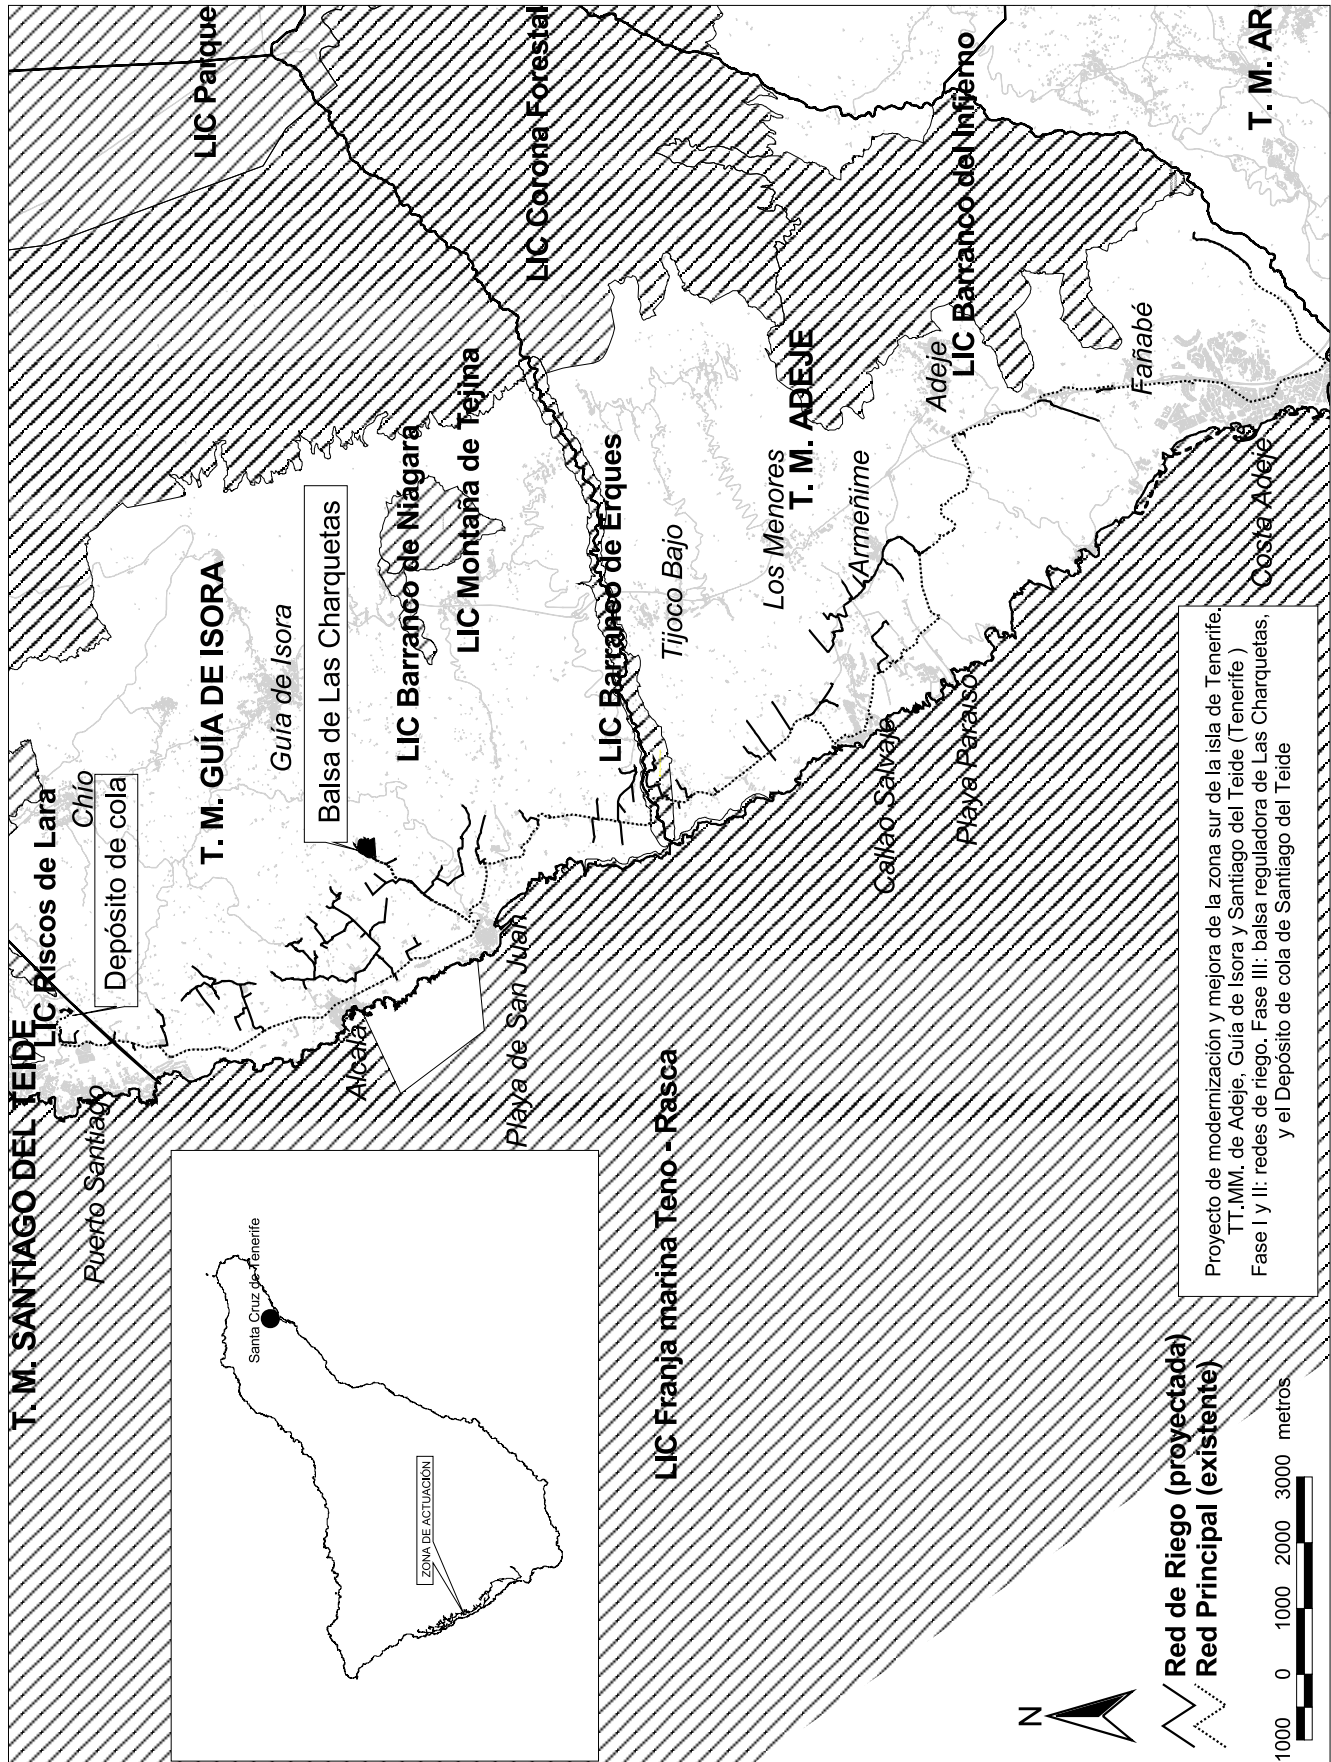 T. M. SANTIAGO DEL TEIDE
LIC Riscos de Lara
Chío
Depósito de cola
Puerto Santiago
LIC Parque
T. M. GUÍA DE ISORA
Guía de Isora
Balsa de Las Charquetas
Alcalá
LIC Barranco de Niágara
LIC Montaña de Tejina
Playa de San Juan
LIC Corona Forestal
LIC Barranco de Erques
Tijoco Bajo
LIC Franja marina Teno - Rasca
Los Menores
T. M. ADEJE
Armeñime
Callao Salvaje
Playa Paraíso
Adeje
LIC Barranco del Infierno
Fañabé
Costa Adeje
T. M. AR
Santa Cruz de Tenerife
ZONA DE ACTUACIÓN
Proyecto de modernización y mejora de la zona sur de la isla de Tenerife.
TT.MM. de Adeje, Guía de Isora y Santiago del Teide (Tenerife )
Fase I y II: redes de riego. Fase III: balsa reguladora de Las Charquetas,
y el Depósito de cola de Santiago del Teide
N
Red de Riego (proyectada)
Red Principal (existente)
1000 0 1000 2000 3000 metros